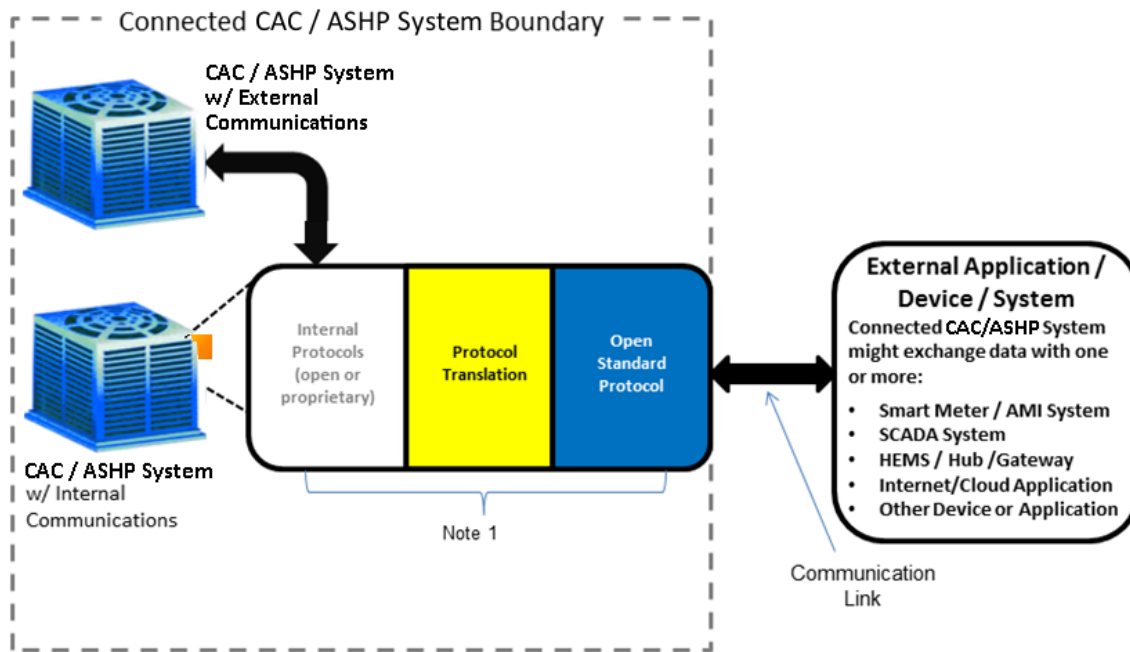 Connected CAC / ASHP System Boundary
CAC / ASHP System
w/ External
Communications
Internal
Protocols
(open or
proprietary)
Protocol
Translation
Open
Standard
Protocol
CAC / ASHP System
w/ Internal
Communications
Note 1
External Application /
Device / System
Connected CAC/ASHP System
might exchange data with one
or more:
• Smart Meter / AMI System
• SCADA System
• HEMS / Hub /Gateway
• Internet/Cloud Application
• Other Device or Application
Communication
Link